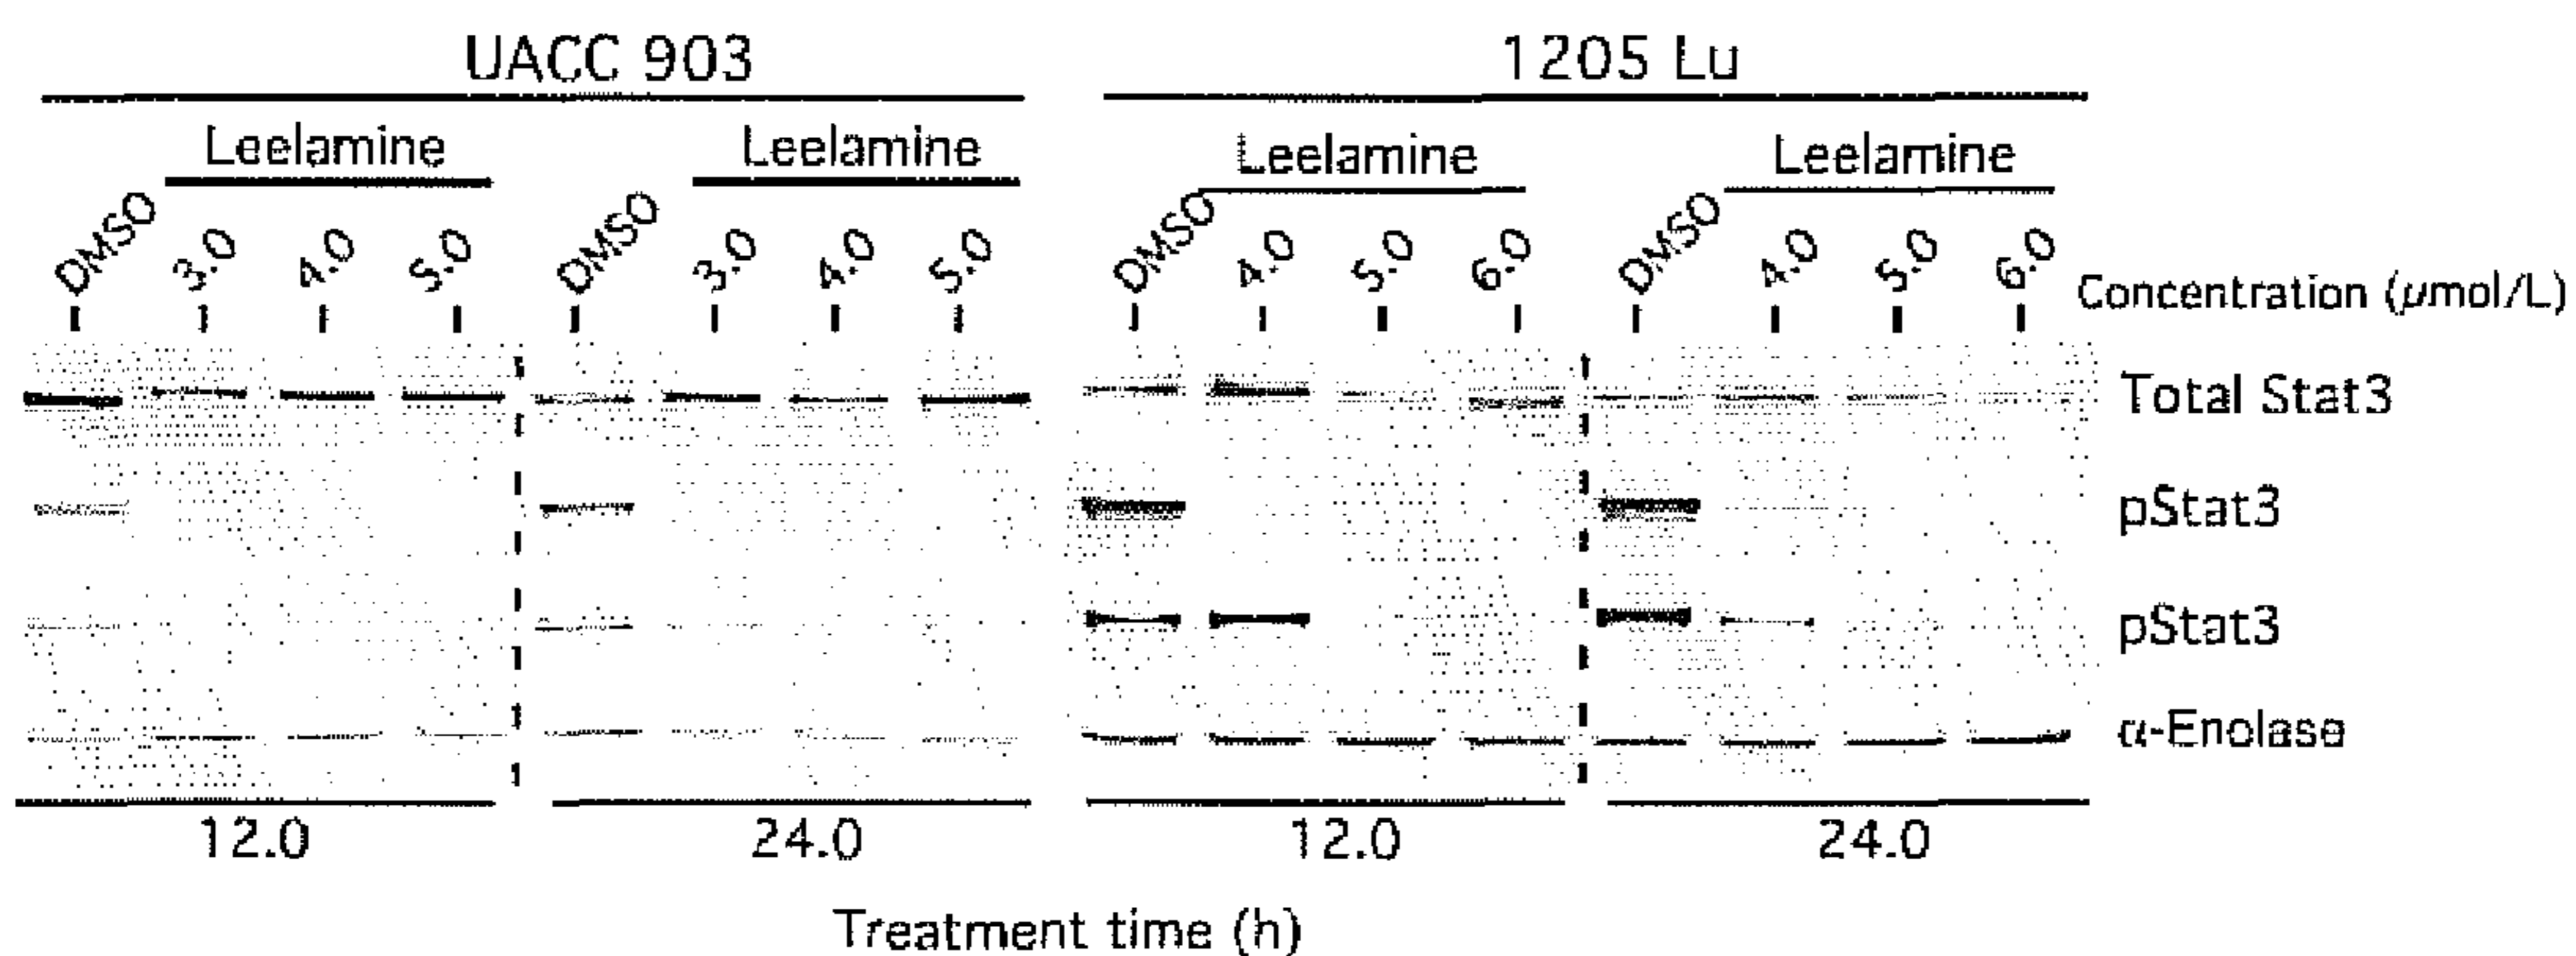 UACC 903 1205 Lu
Leelamine Leelamine Leelamine Leelamine
DMSO 3.0 4.0 5.0 DMSO 3.0 4.0 5.0 DMSO 4.0 5.0 6.0 DMSO 4.0 5.0 6.0 Concentration (μmol/L)
Total Stat3
pStat3
pStat3
α-Enolase
12.0 24.0 12.0 24.0
Treatment time (h)